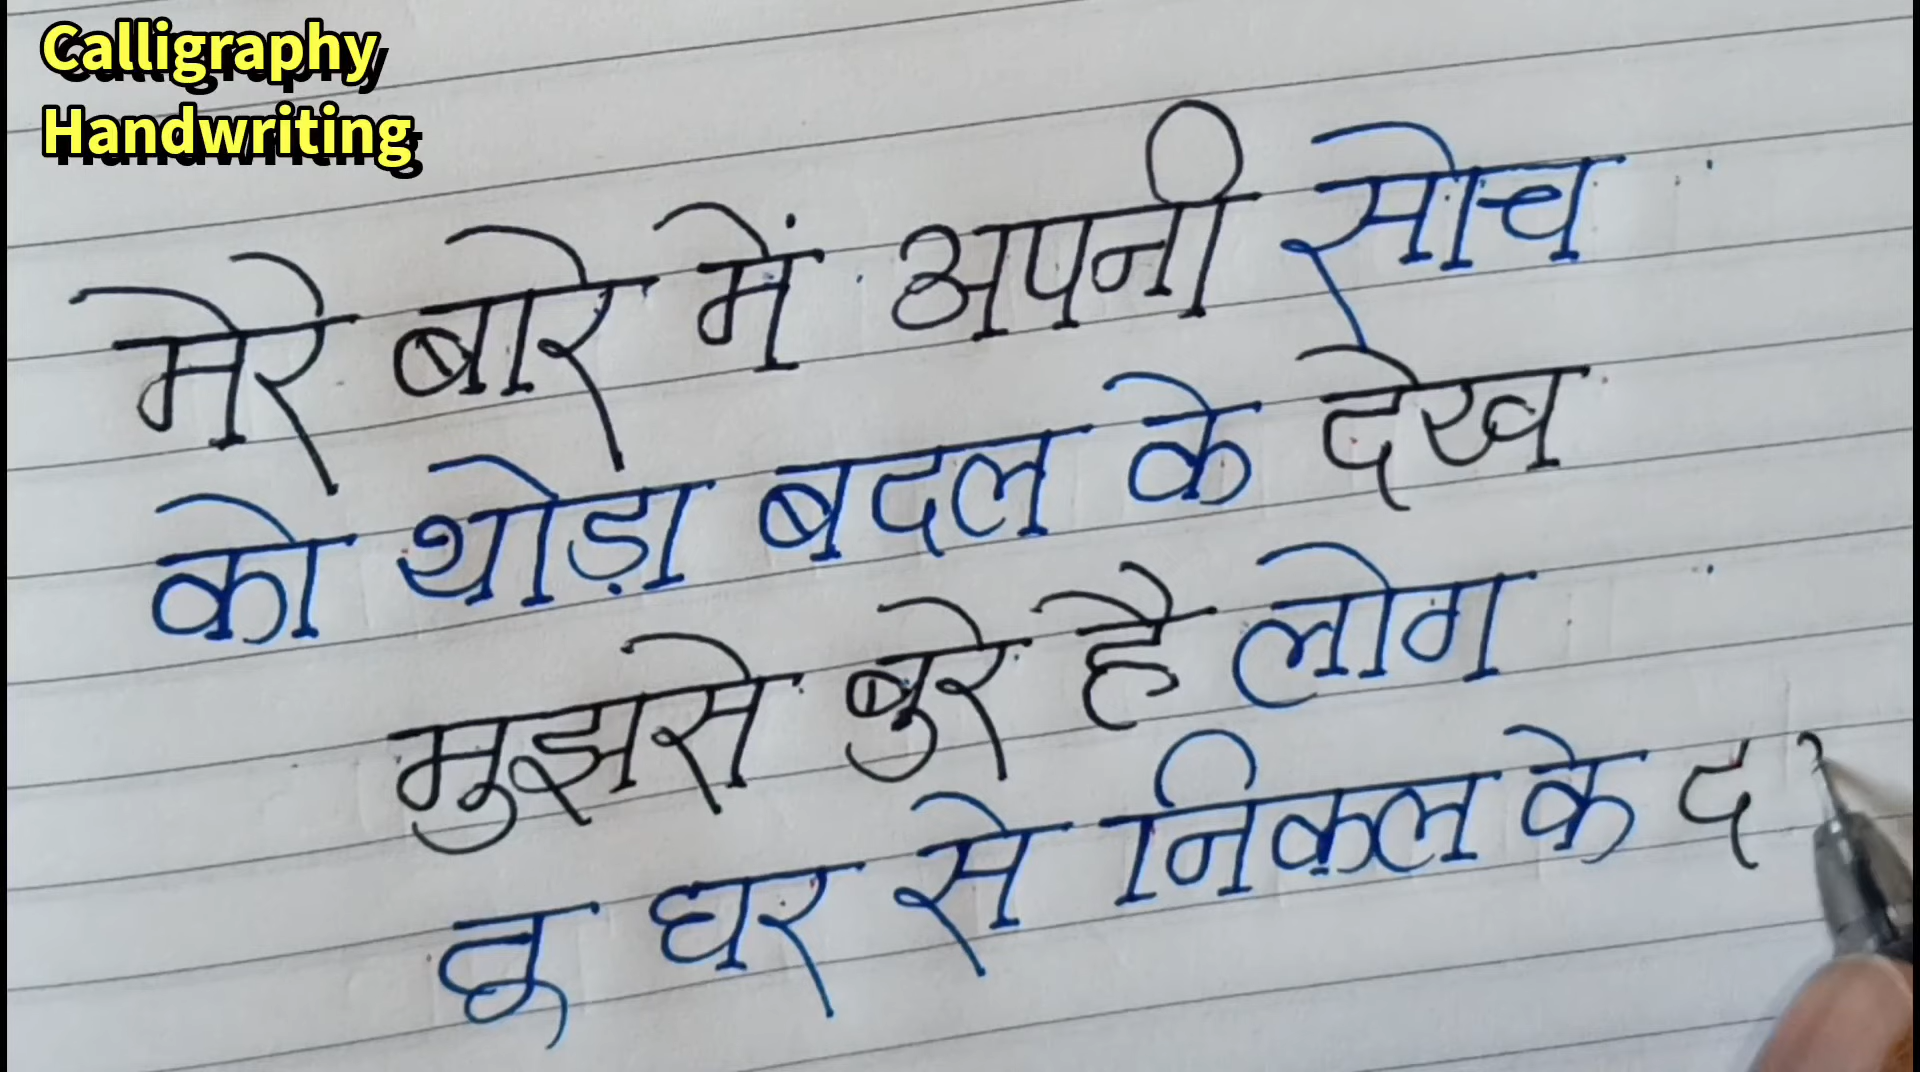 Calligraphy
Handwriting
मेरे बारे में अपनी सोच
को थोड़ा बदल के देख
मुझसे बुरे है लोग
तू घर से निकल के द